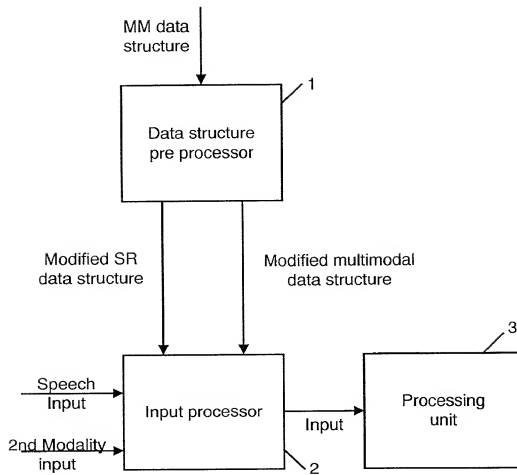 MM data
structure
1
Data structure
pre processor
Modified SR
data structure
Modified multimodal
data structure
3
Speech
Input
Input processor
Input
Processing
unit
2nd Modality
input
2